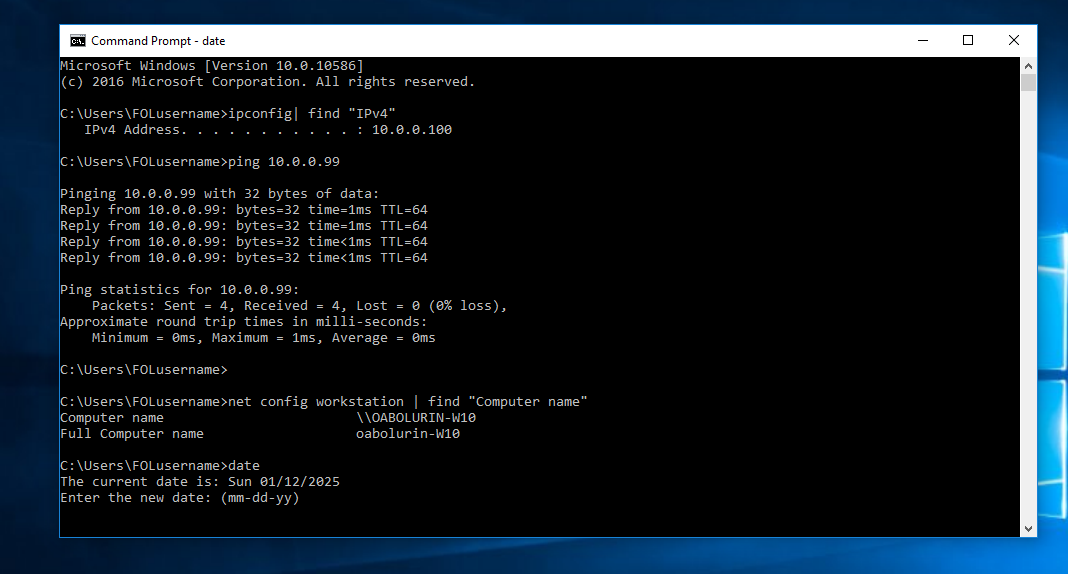 Command Prompt - date
Microsoft Windows [Version 10.0.10586]
(c) 2016 Microsoft Corporation. All rights reserved.
C:\Users\FOLusername>ipconfig| find "IPv4"
   IPv4 Address. . . . . . . . . . . : 10.0.0.100
C:\Users\FOLusername>ping 10.0.0.99
Pinging 10.0.0.99 with 32 bytes of data:
Reply from 10.0.0.99: bytes=32 time=1ms TTL=64
Reply from 10.0.0.99: bytes=32 time=1ms TTL=64
Reply from 10.0.0.99: bytes=32 time<1ms TTL=64
Reply from 10.0.0.99: bytes=32 time<1ms TTL=64
Ping statistics for 10.0.0.99:
    Packets: Sent = 4, Received = 4, Lost = 0 (0% loss),
Approximate round trip times in milli-seconds:
    Minimum = 0ms, Maximum = 1ms, Average = 0ms
C:\Users\FOLusername>
C:\Users\FOLusername>net config workstation | find "Computer name"
Computer name                        \\OABOLURIN-W10
Full Computer name                   oabolurin-W10
C:\Users\FOLusername>date
The current date is: Sun 01/12/2025
Enter the new date: (mm-dd-yy)